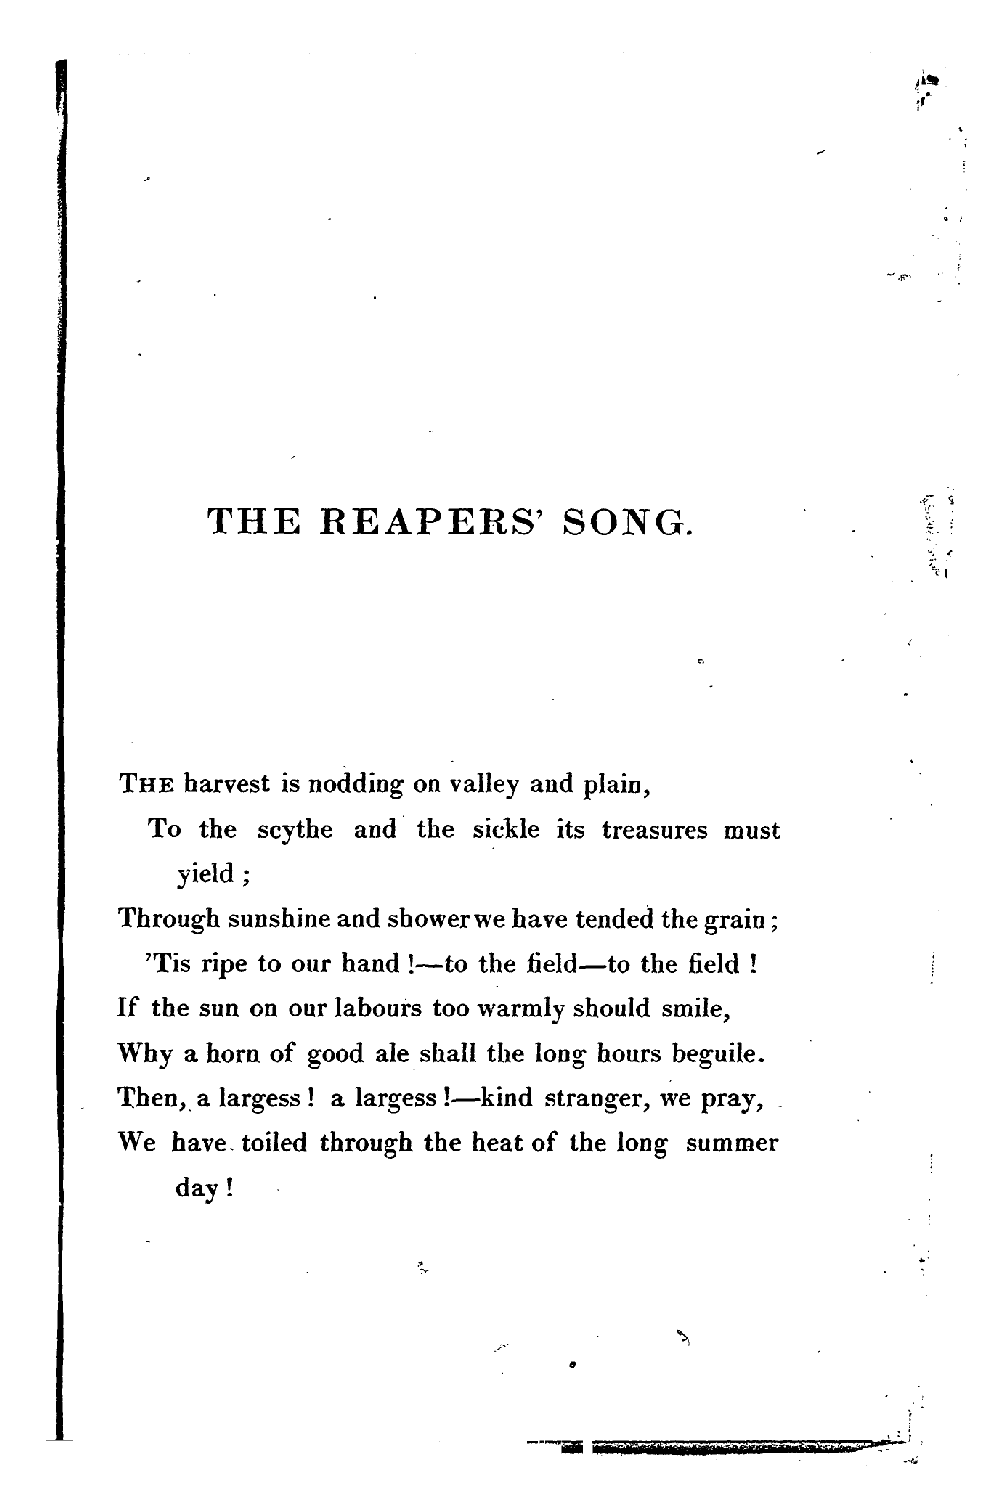 THE REAPERS' SONG.
THE harvest is nodding on valley and plain,
To the scythe and the sickle its treasures must
yield ;
Through sunshine and shower we have tended the grain ;
'Tis ripe to our hand !—to the field—to the field !
If the sun on our labours too warmly should smile,
Why a horn of good ale shall the long hours beguile.
Then, a largess ! a largess !—kind stranger, we pray,
We have toiled through the heat of the long summer
day !